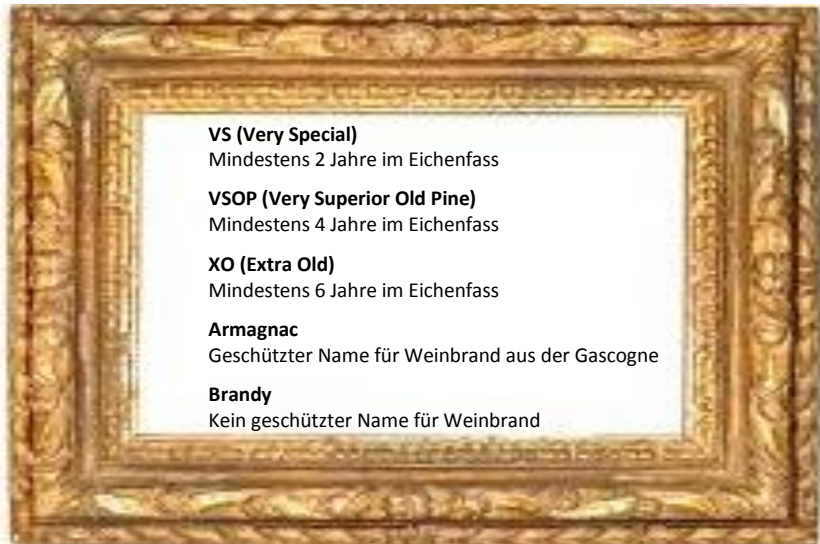 VS (Very Special)
Mindestens 2 Jahre im Eichenfass
VSOP (Very Superior Old Pine)
Mindestens 4 Jahre im Eichenfass
XO (Extra Old)
Mindestens 6 Jahre im Eichenfass
Armagnac
Geschützter Name für Weinbrand aus der Gascogne
Brandy
Kein geschützter Name für Weinbrand